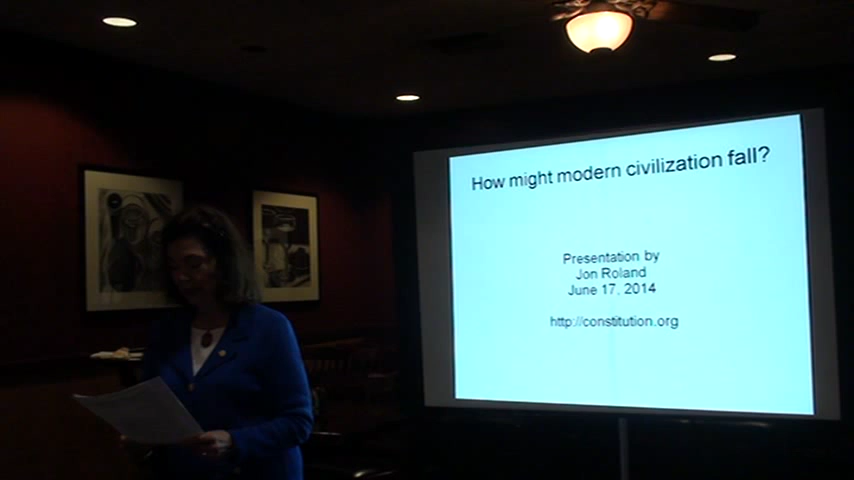 How might modern civilization fall?
Presentation by
Jon Roland
June 17, 2014
http://constitution.org